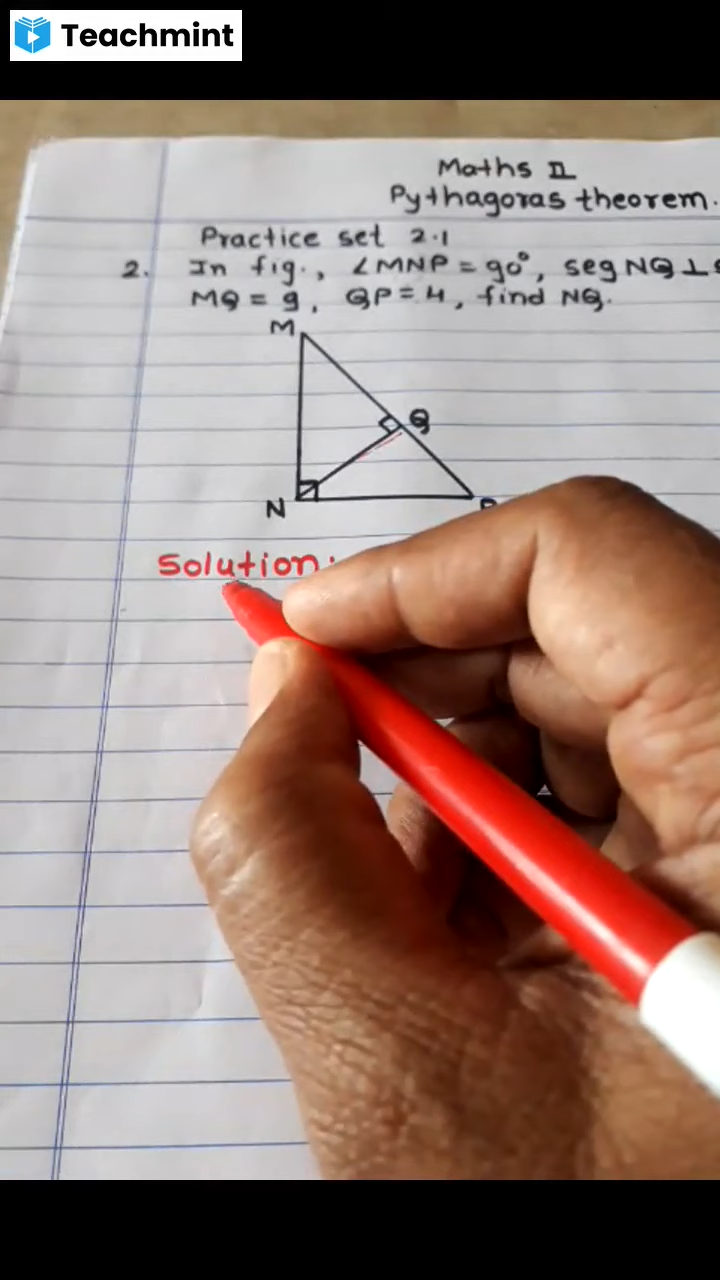 Teachmint
Maths II
Pythagoras theorem.
Practice set 2.1
2. In fig., ∠MNP = 90°, seg NQ ⊥
MQ = 9, QP = 4, find NQ.
M
Q
N
Solution: